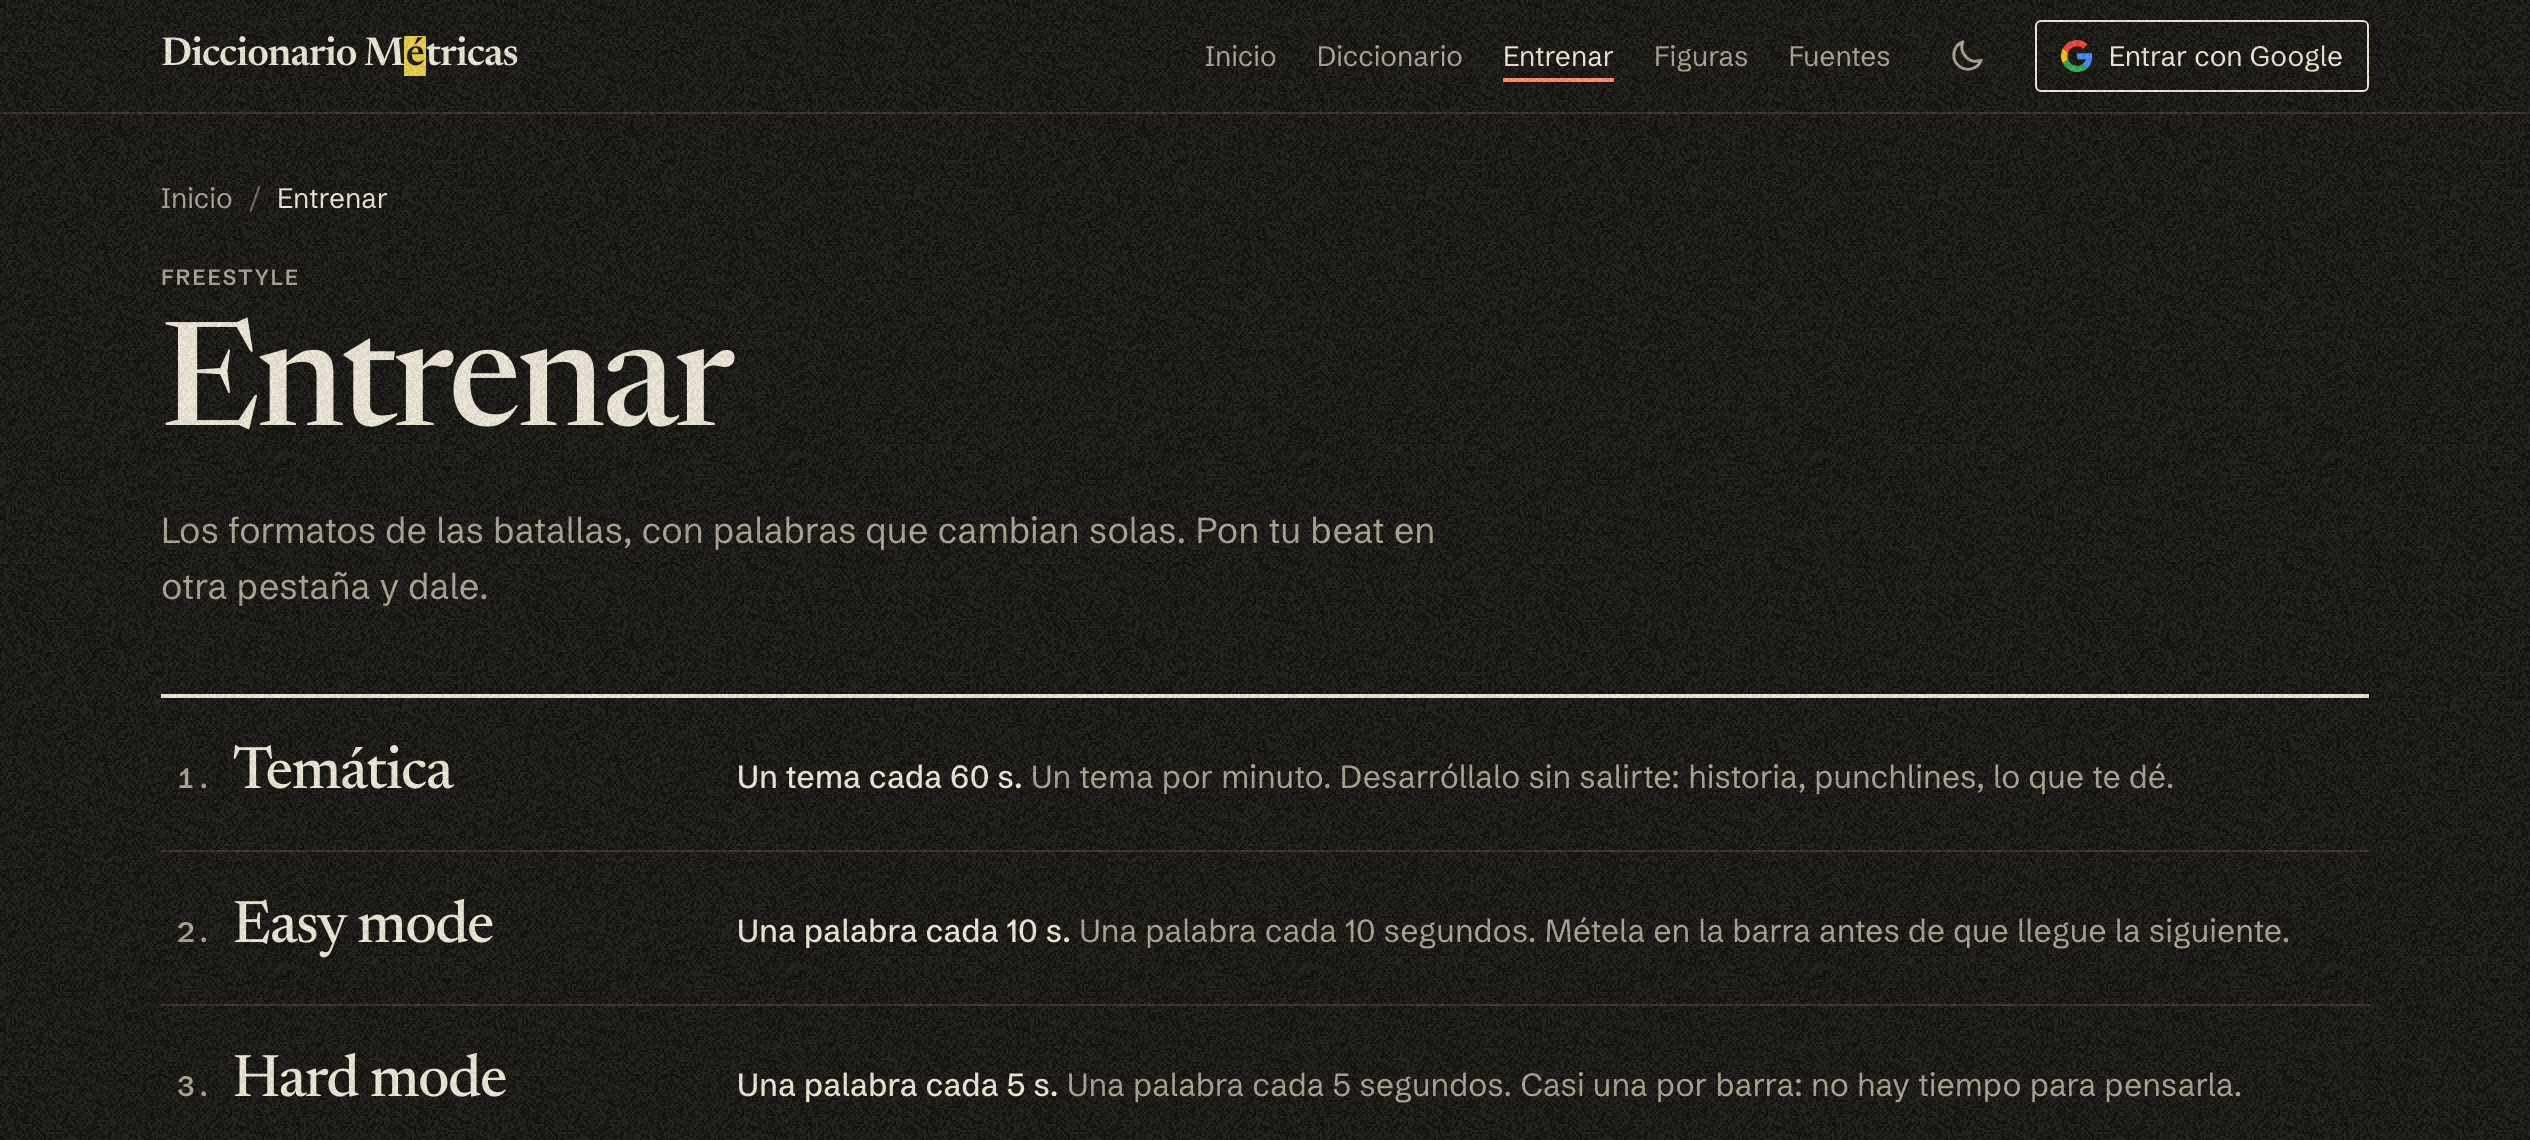 Diccionario Métricas
Inicio Diccionario Entrenar Figuras Fuentes Entrar con Google
Inicio / Entrenar
FREESTYLE
Entrenar
Los formatos de las batallas, con palabras que cambian solas. Pon tu beat en
otra pestaña y dale.
1. Temática Un tema cada 60 s. Un tema por minuto. Desarróllalo sin salirte: historia, punchlines, lo que te dé.
2. Easy mode Una palabra cada 10 s. Una palabra cada 10 segundos. Métela en la barra antes de que llegue la siguiente.
3. Hard mode Una palabra cada 5 s. Una palabra cada 5 segundos. Casi una por barra: no hay tiempo para pensarla.